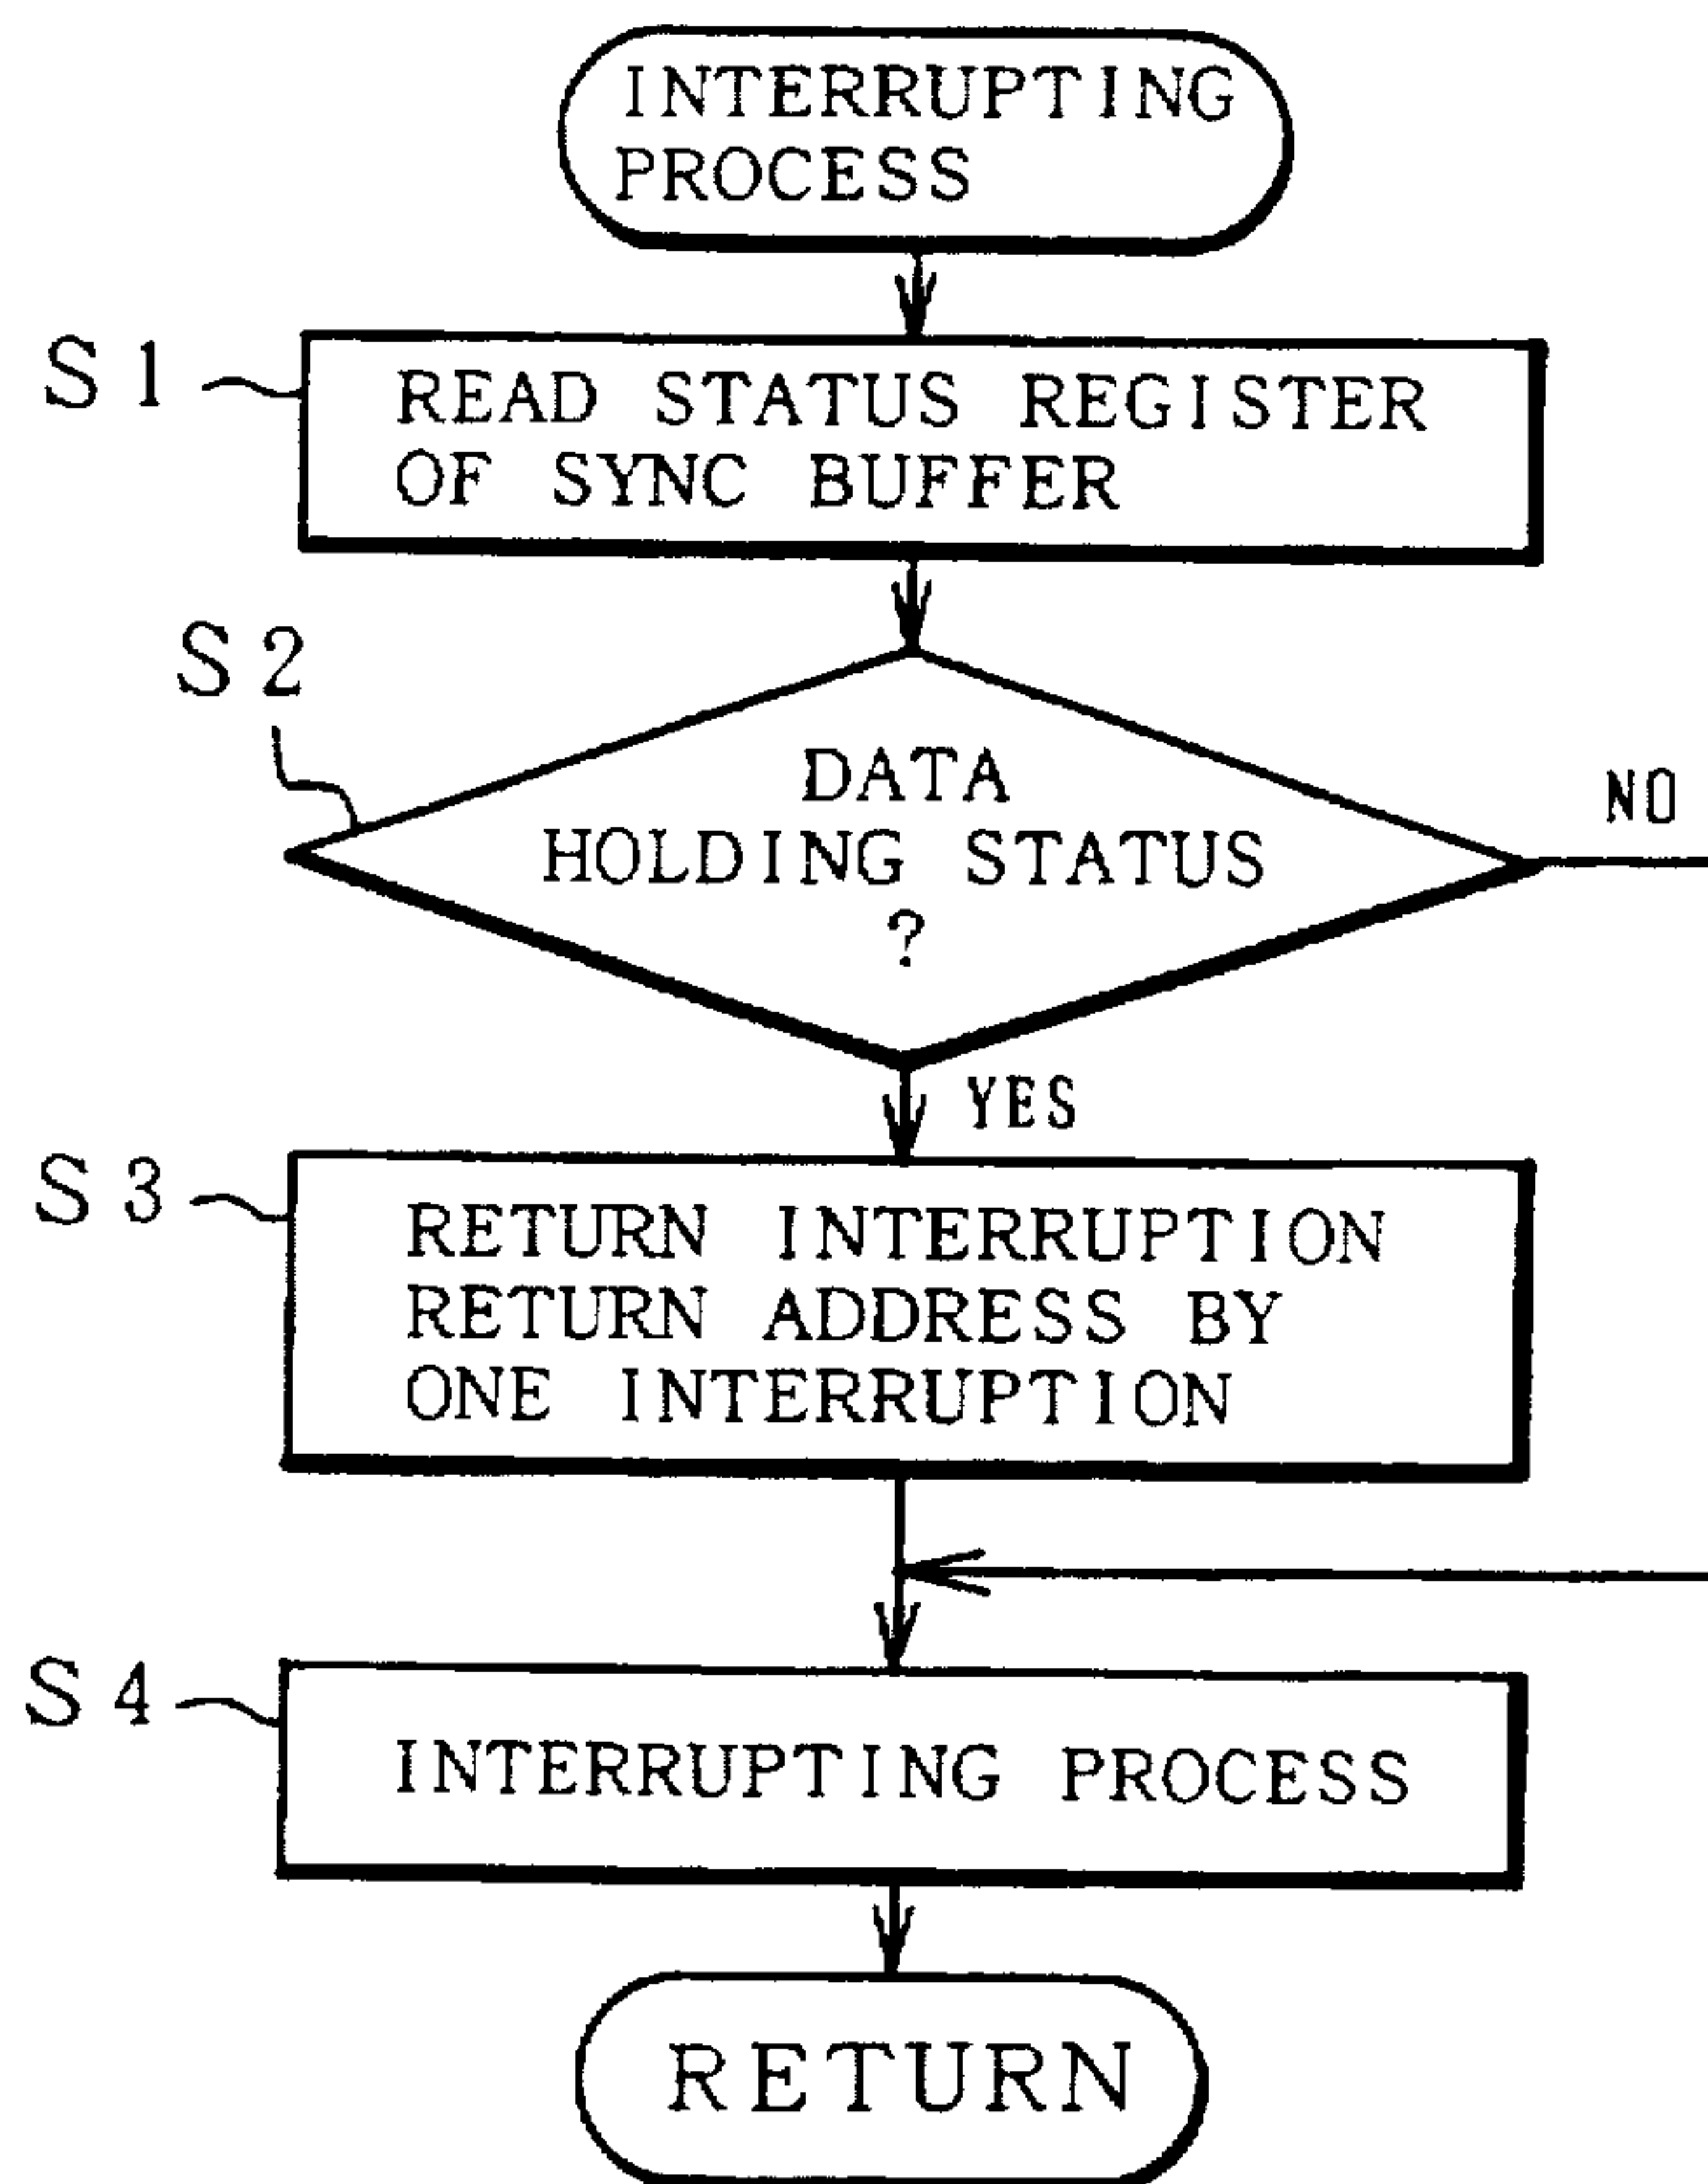 INTERRUPTING
PROCESS
S1
READ STATUS REGISTER
OF SYNC BUFFER
S2
DATA
HOLDING STATUS
?
NO
YES
S3
RETURN INTERRUPTION
RETURN ADDRESS BY
ONE INTERRUPTION
S4
INTERRUPTING PROCESS
RETURN